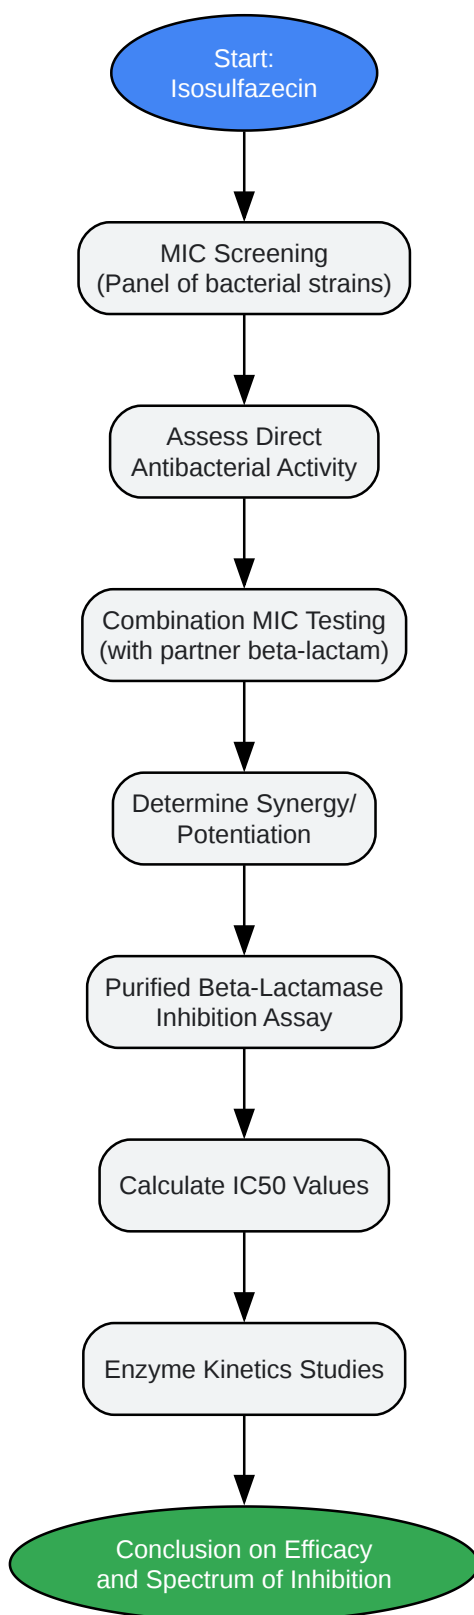 Start:
Isosulfazecin
MIC Screening
(Panel of bacterial strains)
Assess Direct
Antibacterial Activity
Combination MIC Testing
(with partner beta-lactam)
Determine Synergy/
Potentiation
Purified Beta-Lactamase
Inhibition Assay
Calculate IC50 Values
Enzyme Kinetics Studies
Conclusion on Efficacy
and Spectrum of Inhibition